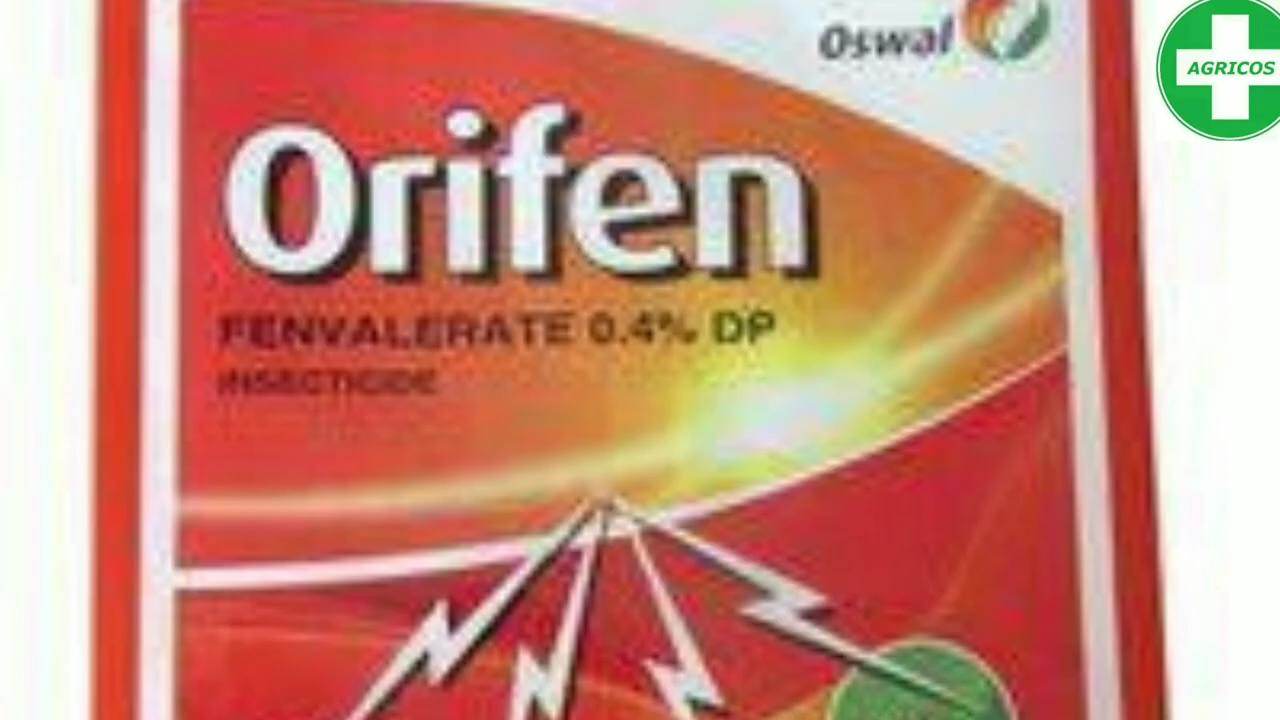 Oswal
AGRICOS
Orifen
FENVALERATE 0.4% DP
INSECTICIDE